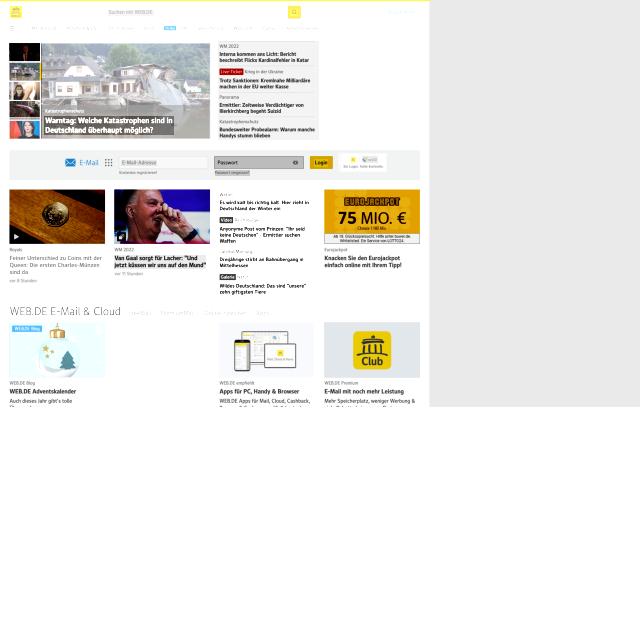 Suchen mit WEB.DE
Katastrophenschutz
Warntag: Welche Katastrophen sind in
Deutschland überhaupt möglich?
WM 2022
Interna kommen ans Licht: Bericht
beschreibt Flicks Kardinalfehler in Katar
Live-Ticker Krieg in der Ukraine
Trotz Sanktionen: Kremlnahe Milliardäre
machen in der EU weiter Kasse
Panorama
Ermittler: Zeitweise Verdächtiger von
Illerkirchberg begeht Suizid
Katastrophenschutz
Bundesweiter Probealarm: Warum manche
Handys stumm blieben
E-Mail
E-Mail-Adresse
Passwort
Login
Kostenlos registrieren!
Passwort vergessen?
Royals
Feiner Unterschied zu Coins mit der
Queen: Die ersten Charles-Münzen
sind da
vor 8 Stunden
WM 2022
Van Gaal sorgt für Lacher: "Und
jetzt küssen wir uns auf den Mund"
vor 11 Stunden
Es wird kalt bis richtig kalt: Hier zieht in
Deutschland der Winter ein
Video
Anonyme Post vom Prinzen: "Ihr seid
keine Deutschen" - Ermittler suchen
Waffen
Dreijährige stirbt an Bahnübergang in
Mittelhessen
Galerie
Wildes Deutschland: Das sind "unsere"
zehn giftigsten Tiere
EUROJACKPOT
75 MIO. €
Eurojackpot
Knacken Sie den Eurojackpot
einfach online mit Ihrem Tipp!
WEB.DE E-Mail & Cloud
WEB.DE Blog
WEB.DE Blog
WEB.DE Adventskalender
Auch dieses Jahr gibt's tolle
WEB.DE empfiehlt
Apps für PC, Handy & Browser
WEB.DE Apps für Mail, Cloud, Cashback,
Club
WEB.DE Premium
E-Mail mit noch mehr Leistung
Mehr Speicherplatz, weniger Werbung &